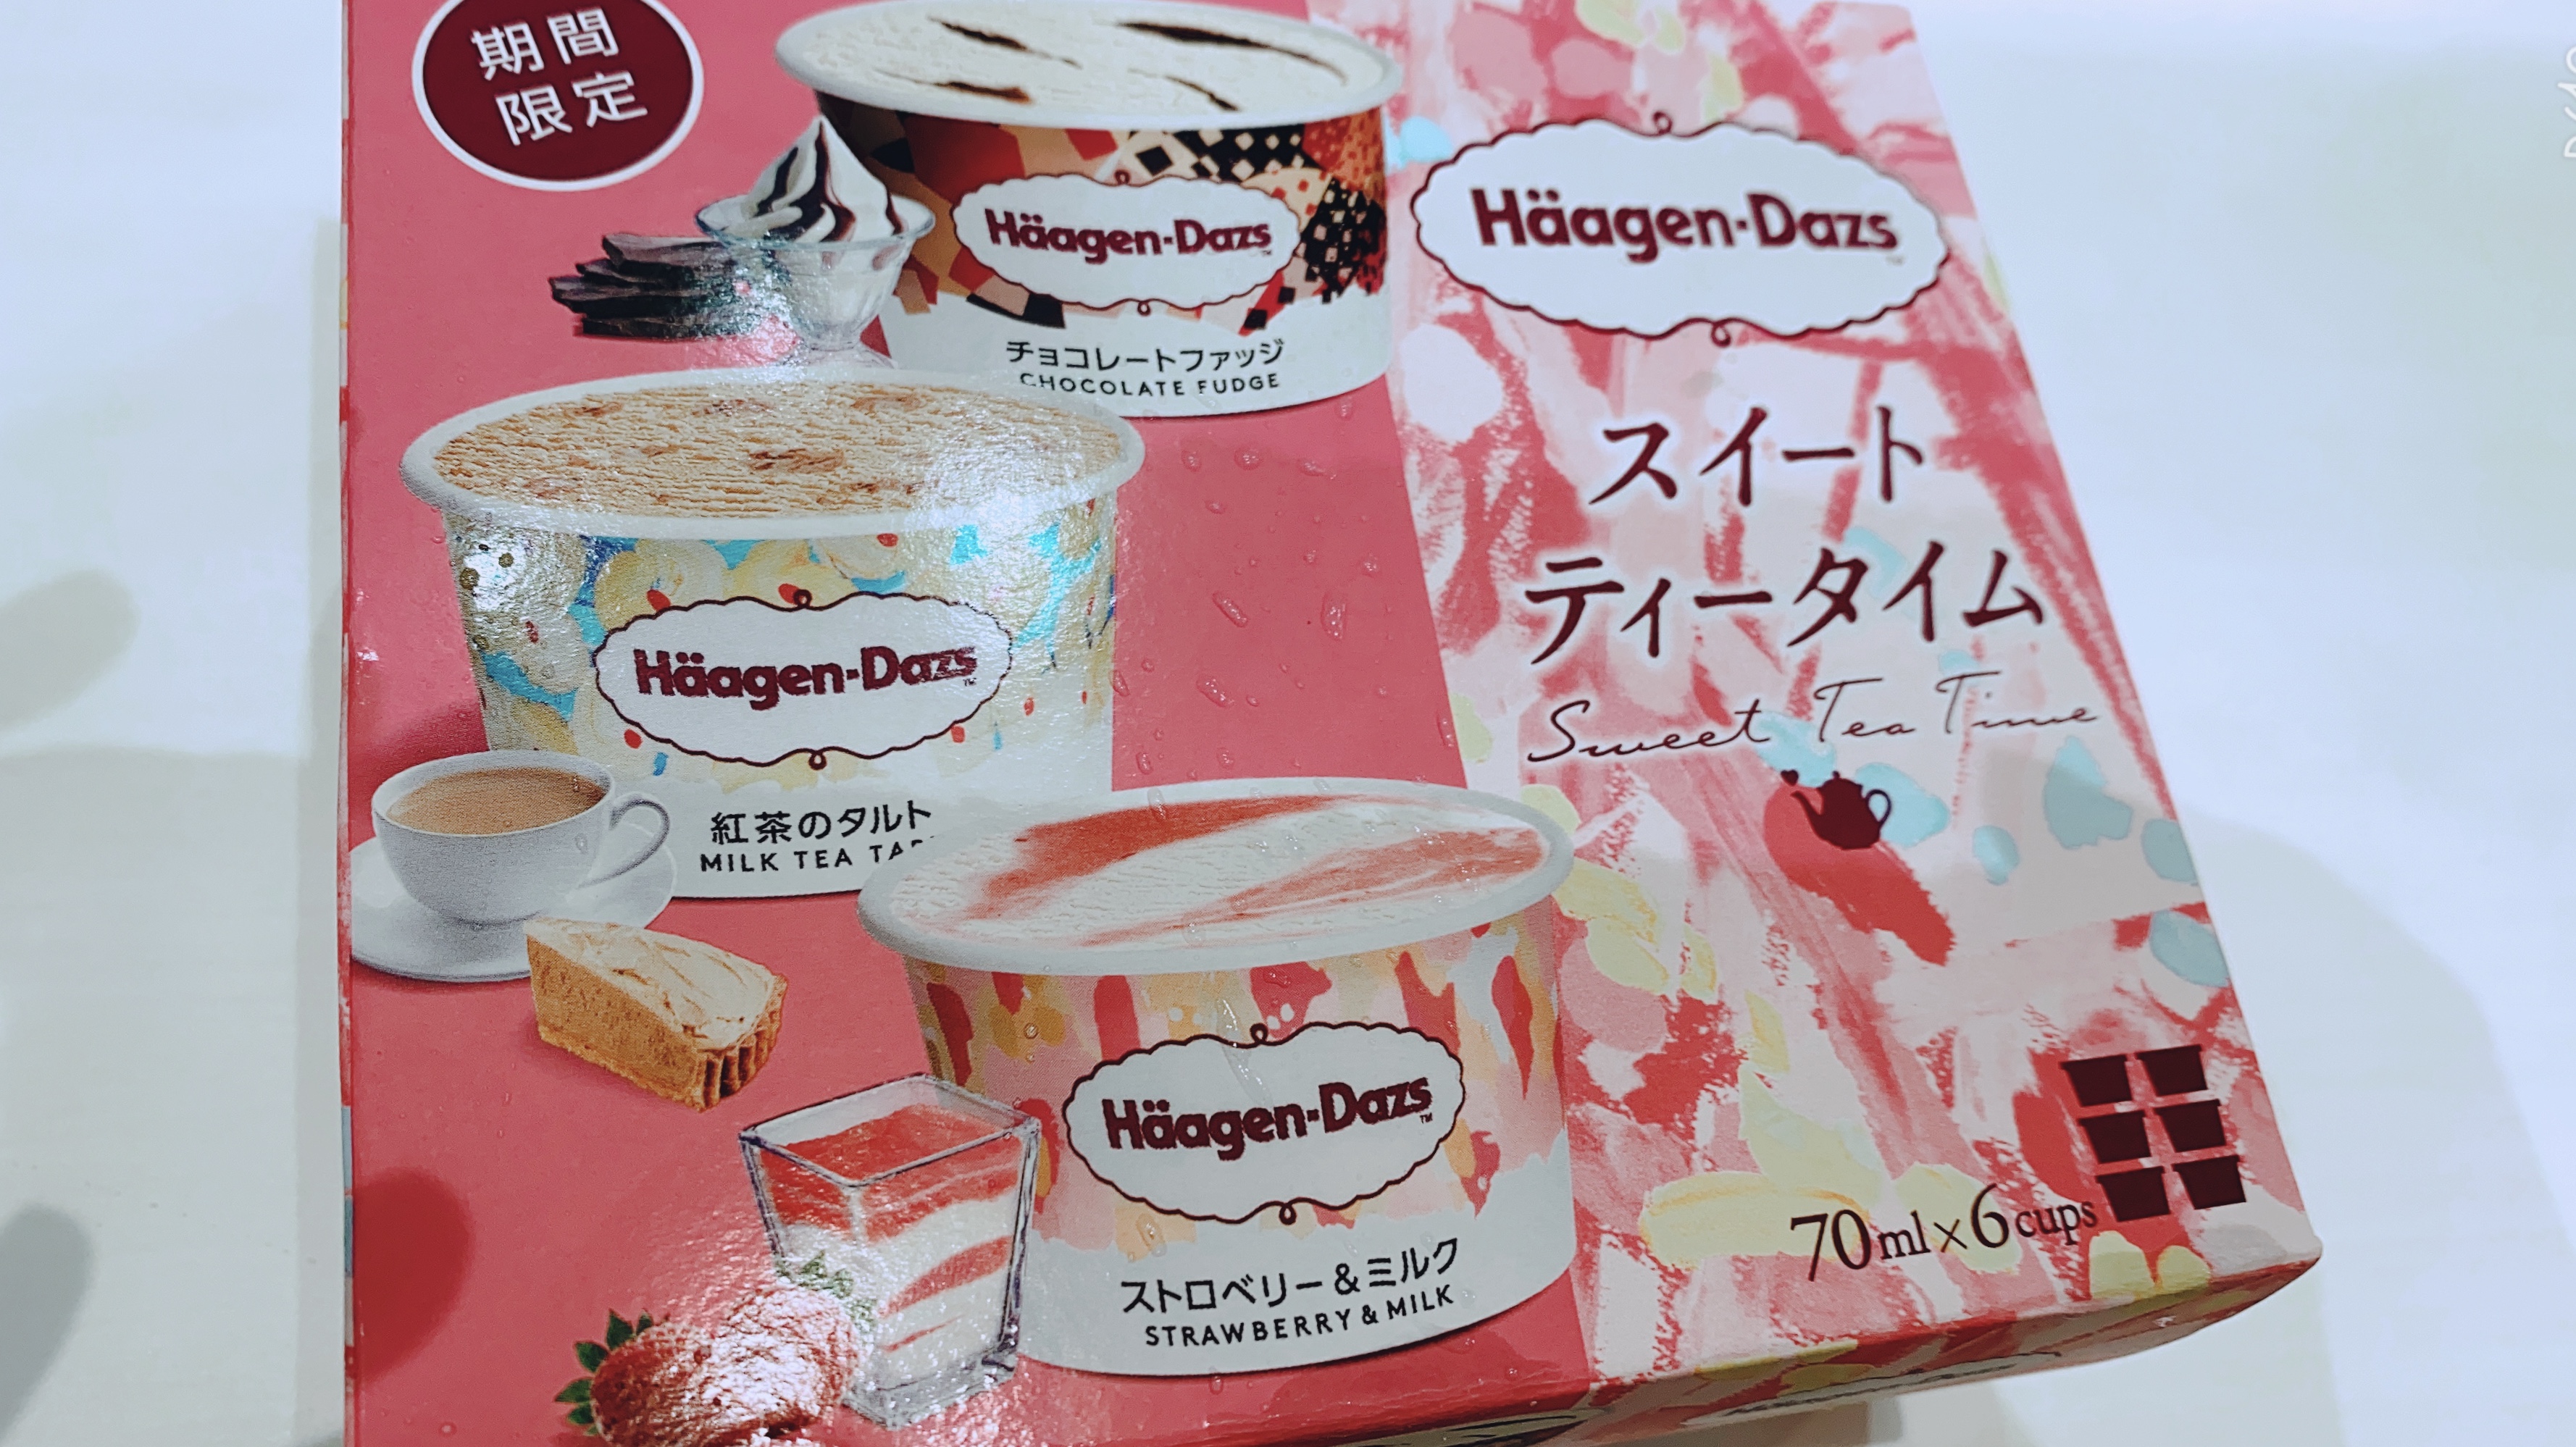 期間
限定
Häagen-Dazs
チョコレートファッジ
CHOCOLATE FUDGE
Häagen-Dazs
紅茶のタルト
MILK TEA
Häagen-Dazs
ストロベリー&ミルク
STRAWBERRY & MILK
Häagen-Dazs
スイート
ティータイム
Sweet Tea Time
70ml×6cups